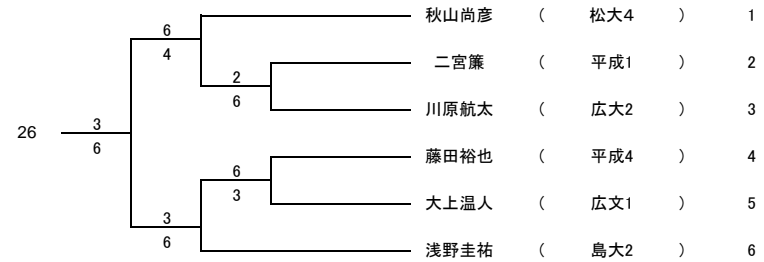 6 秋山尚彦 ( 松大4 ) 1
4
二宮簾 ( 平成1 ) 2
2
6
川原航太 ( 広大2 ) 3
26 3
6
藤田裕也 ( 平成4 ) 4
6
3
大上温人 ( 広文1 ) 5
3
6
浅野圭祐 ( 島大2 ) 6